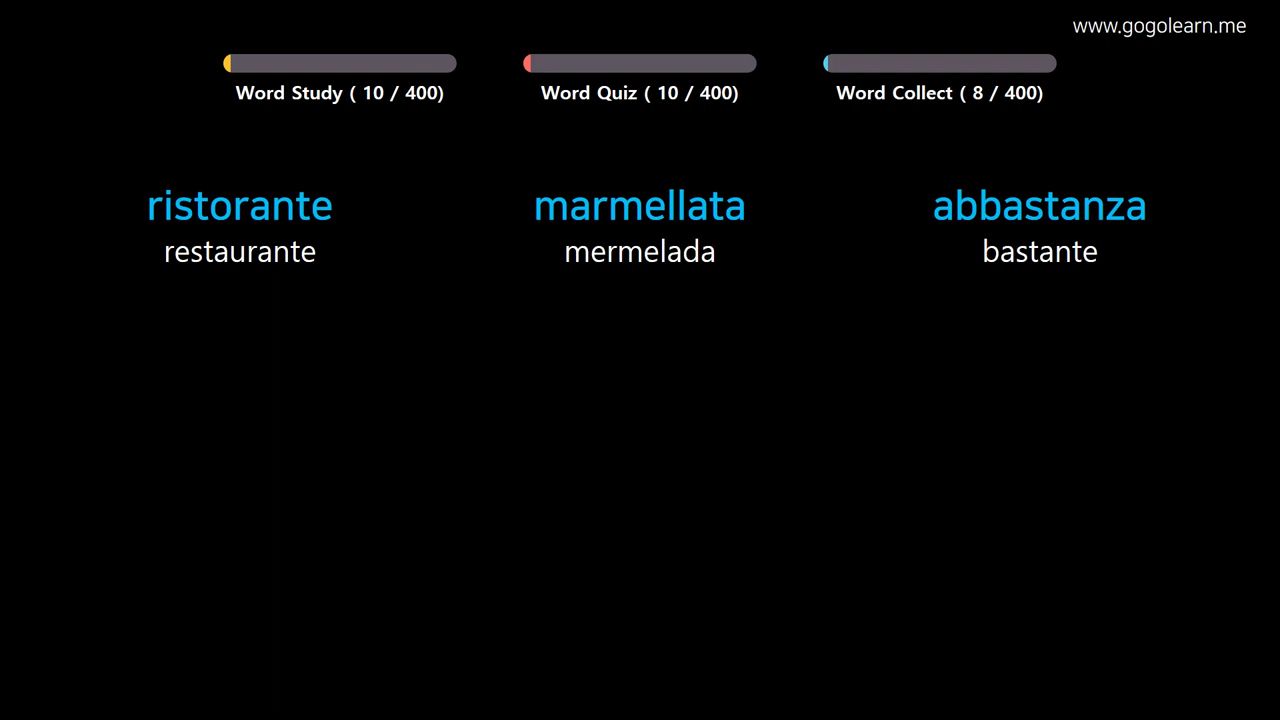 www.gogolearn.me
Word Study ( 10 / 400)
Word Quiz ( 10 / 400)
Word Collect ( 8 / 400)
ristorante
restaurante
marmellata
mermelada
abbastanza
bastante